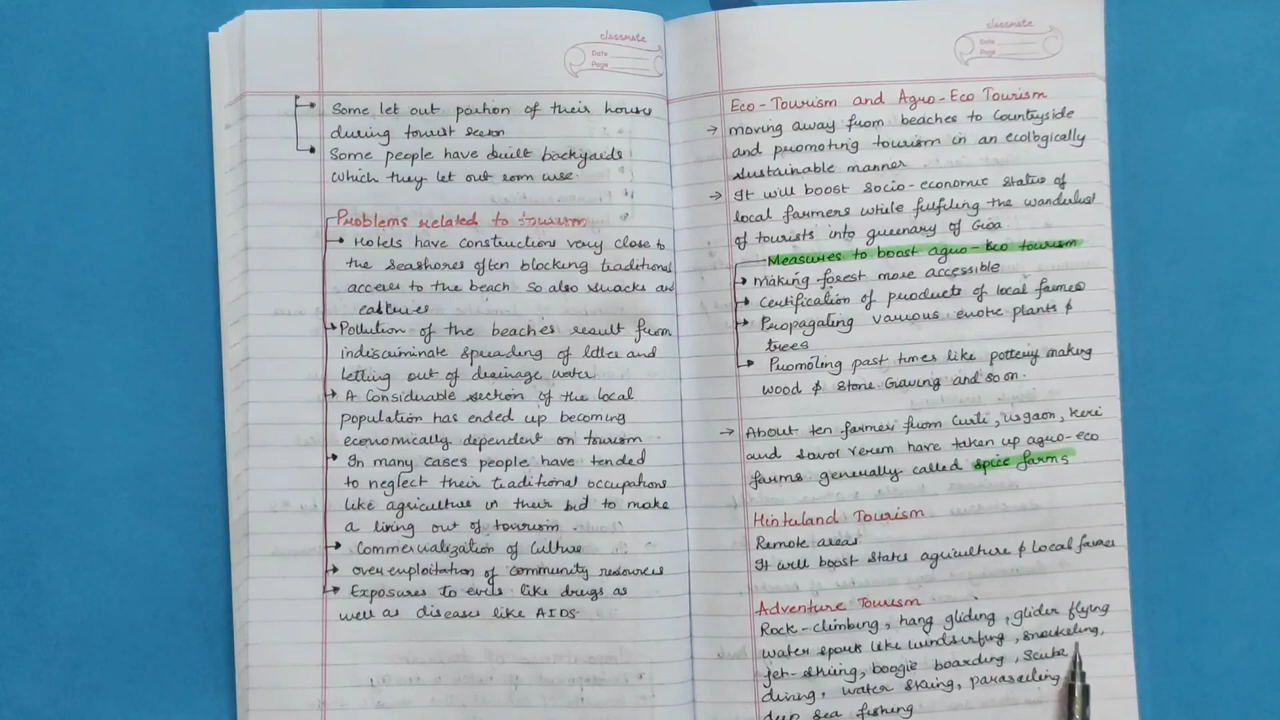 classmate
Date
Page
Some let out portion of their houses
during tourist season
Some people have built backyards
which they let out room wise.
Problems related to tourism
Hotels have constructions very close to
the seashores often blocking traditional
access to the beach so also shacks and
eateries
Pollution of the beaches result from
indiscriminate spreading of litter and
letting out of drainage water.
A Considerable section of the local
population has ended up becoming
economically dependent on tourism
In many cases people have tended
to neglect their traditional occupations
like agriculture in their bid to make
a living out of tourism.
Commercialization of Culture
over exploitation of community resources
Exposures to evils like drugs as
well as diseases like AIDS.
classmate
Date
Page
Eco-Tourism and Agro-Eco Tourism
→ moving away from beaches to Countryside
and promoting tourism in an ecologically
sustainable manner
→ It will boost socio-economic status of
local farmers while fulfiling the wanderlust
of tourists into greenary of Goa
Measures to boost agro-Eco tourism
Making forest more accessible
Certification of products of local farmer
Propagating various exotic plants &
trees
Promoting past times like pottery making
wood & stone and so on.
→ About ten farmer from Curti, usgaon, Keri
and Savoi Verem have taken up agro-eco
farms generally called spice farms
Hinterland Tourism
Remote areas
It will boost states agriculture & local farmer
Adventure Tourism
Rock-climbing, hang gliding, glider flying
water sports like windsurfing, snorkeling,
jet-skiing, boogie boarding, Scuba
diving, water skiing, parasailing
deep sea fishing